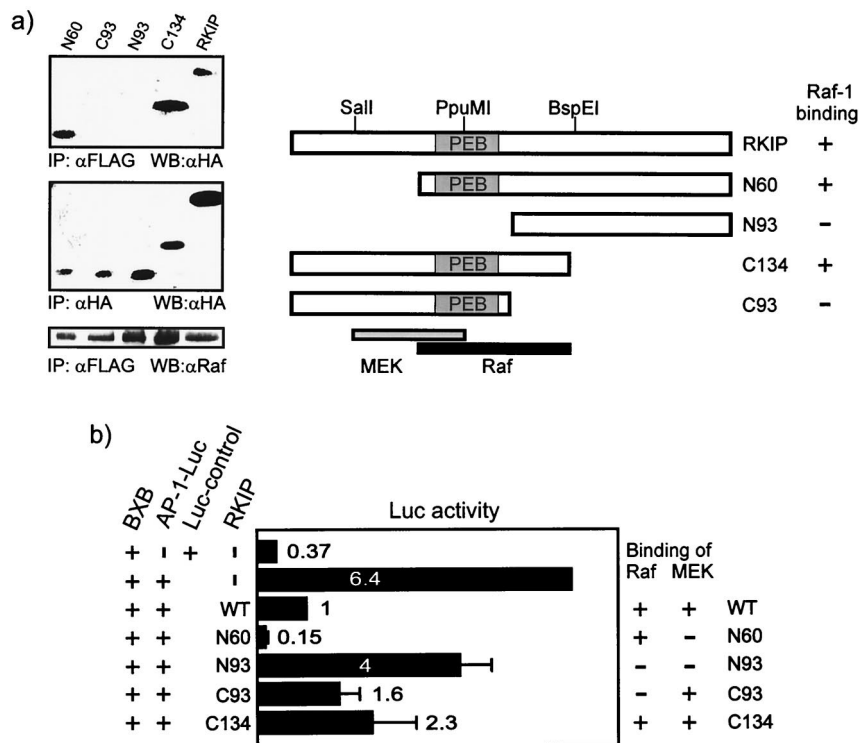 a)
N60 C93 N93 C134 RKIP
IP: αFLAG WB:αHA
IP: αHA WB:αHA
IP: αFLAG WB:αRaf
SalI PpuMI BspEI
Raf-1
binding
PEB RKIP +
PEB N60 +
N93 -
PEB C134 +
PEB C93 -
MEK Raf
b)
BXB AP-1-Luc Luc-control RKIP
Luc activity
Binding of
Raf MEK
+ - + - 0.37
+ + - 6.4
+ + WT 1 + + WT
+ + N60 0.15 + - N60
+ + N93 4 - - N93
+ + C93 1.6 - + C93
+ + C134 2.3 + + C134